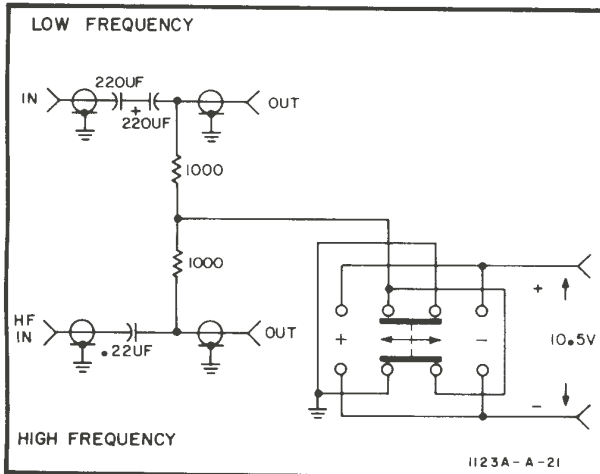 LOW FREQUENCY
220UF
IN
+
220UF
OUT
1000
1000
+
HF
IN
.22UF
OUT
+
-
10.5V
-
HIGH FREQUENCY
1123A-A-21